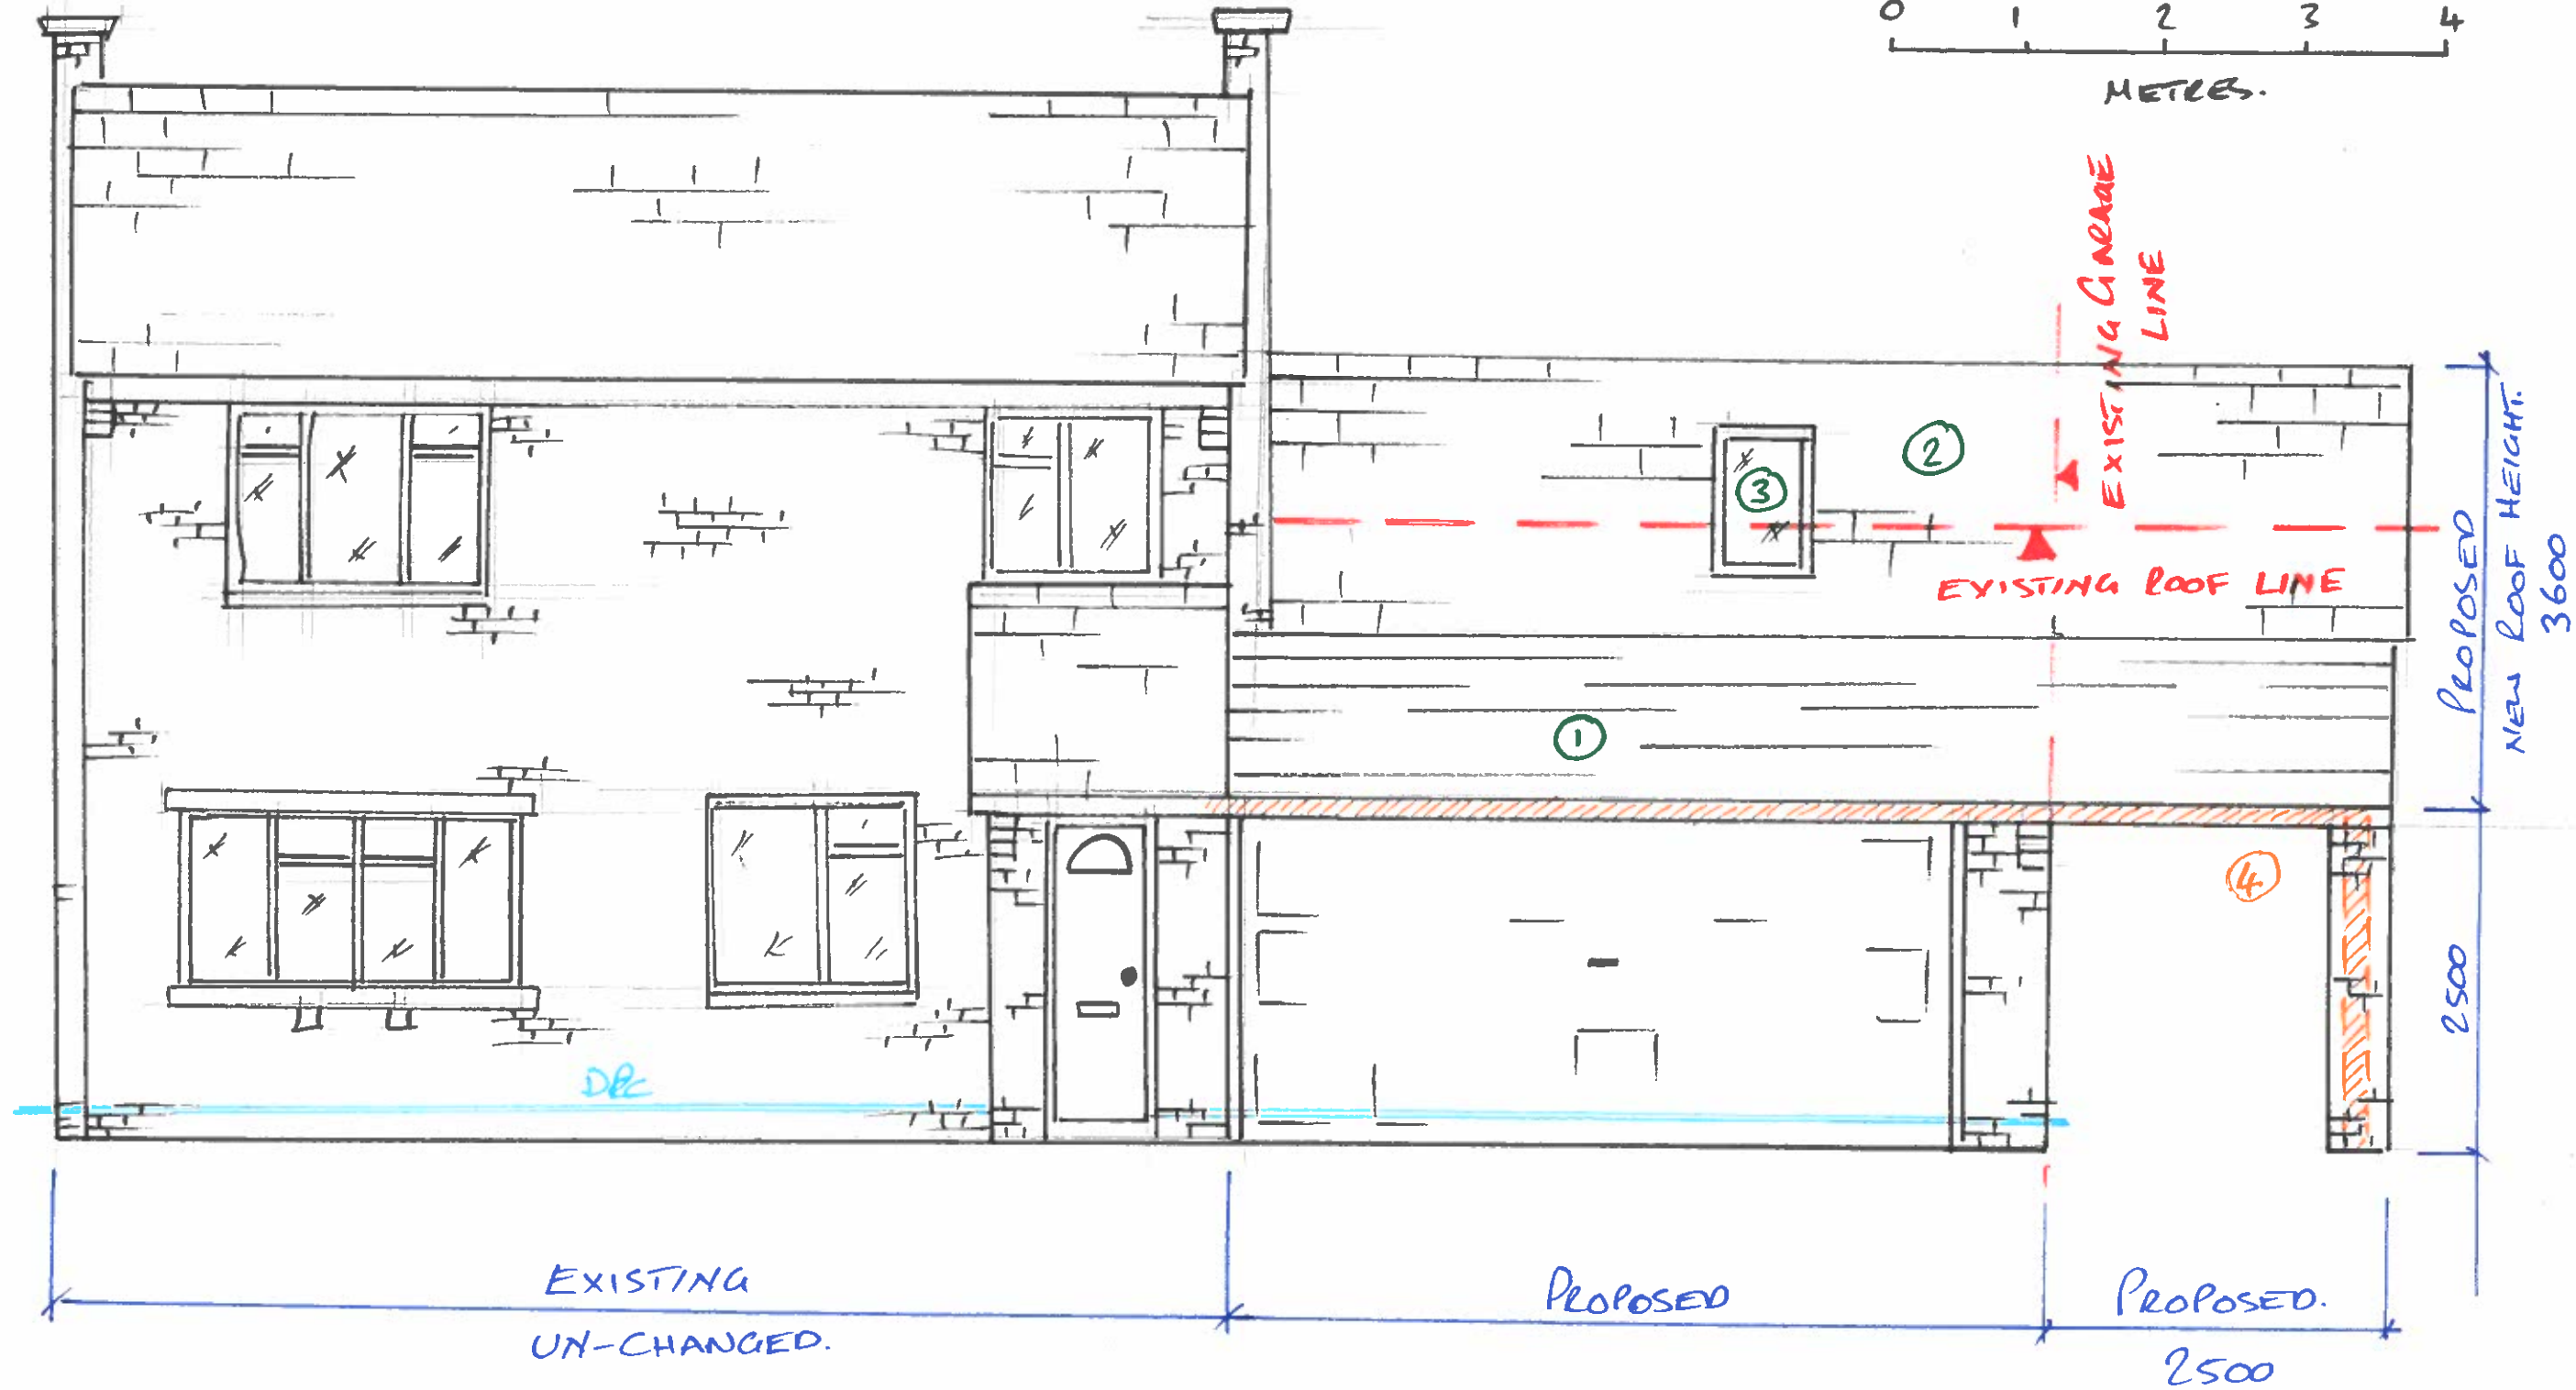 0 1 2 3 4
METRES.
EXISTING GARAGE
LINE
2
3
EXISTING ROOF LINE
PROPOSED
NEW ROOF HEIGHT.
3600
1
4
2500
DPC
EXISTING
UN-CHANGED.
PROPOSED
PROPOSED.
2500